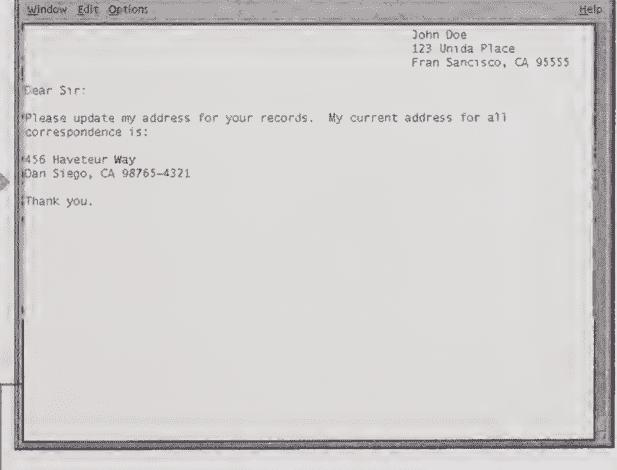 Window Edit Options Help
John Doe
123 Unida Place
Fran Sancisco, CA 95555
Dear Sir:
Please update my address for your records. My current address for all
correspondence is:
456 Haveteur Way
Dan Siego, CA 98765-4321
Thank you.